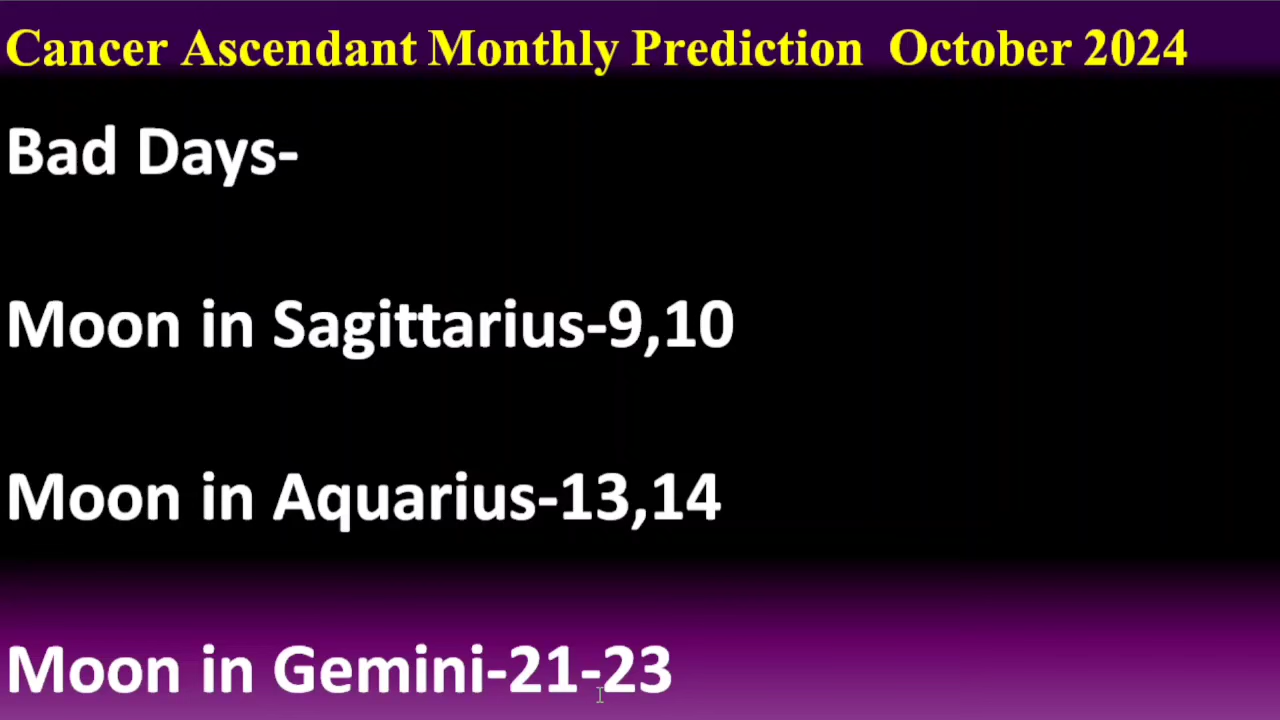 Cancer Ascendant Monthly Prediction October 2024
Bad Days-
Moon in Sagittarius-9,10
Moon in Aquarius-13,14
Moon in Gemini-21-23